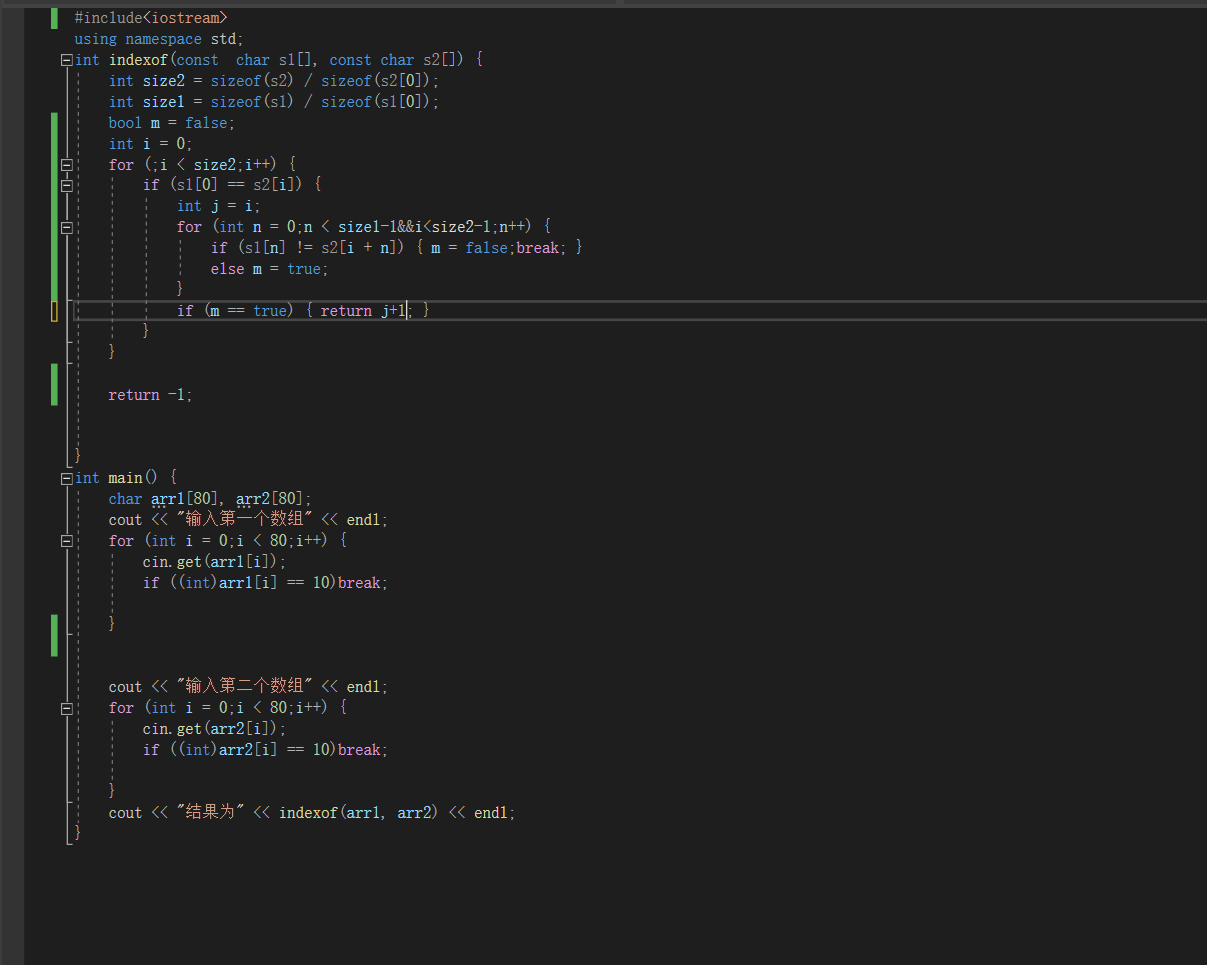 #include<iostream>
using namespace std;
int indexof(const  char s1[], const char s2[]) {
int size2 = sizeof(s2) / sizeof(s2[0]);
int size1 = sizeof(s1) / sizeof(s1[0]);
bool m = false;
int i = 0;
for (;i < size2;i++) {
if (s1[0] == s2[i]) {
int j = i;
for (int n = 0;n < size1-1&&i<size2-1;n++) {
if (s1[n] != s2[i + n]) { m = false;break; }
else m = true;
}
if (m == true) { return j+1; }
}
}
return -1;
}
int main() {
char arr1[80], arr2[80];
cout << "输入第一个数组" << endl;
for (int i = 0;i < 80;i++) {
cin.get(arr1[i]);
if ((int)arr1[i] == 10)break;
}
cout << "输入第二个数组" << endl;
for (int i = 0;i < 80;i++) {
cin.get(arr2[i]);
if ((int)arr2[i] == 10)break;
}
cout << "结果为" << indexof(arr1, arr2) << endl;
}